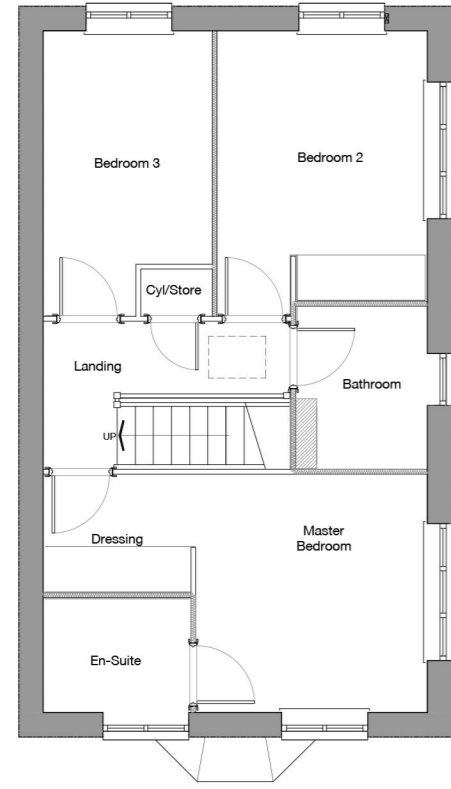 Bedroom 3
Bedroom 2
Cyl/Store
Landing
Bathroom
UP
Dressing
Master
Bedroom
En-Suite